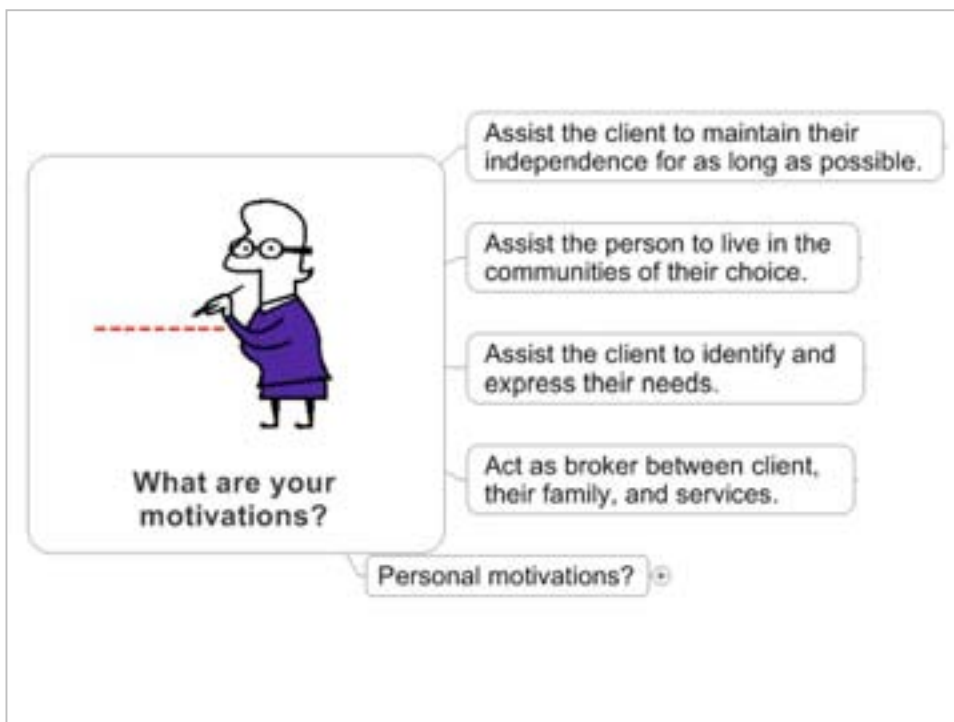 Assist the client to maintain their
independence for as long as possible.
Assist the person to live in the
communities of their choice.
Assist the client to identify and
express their needs.
Act as broker between client,
their family, and services.
What are your
motivations?
Personal motivations?